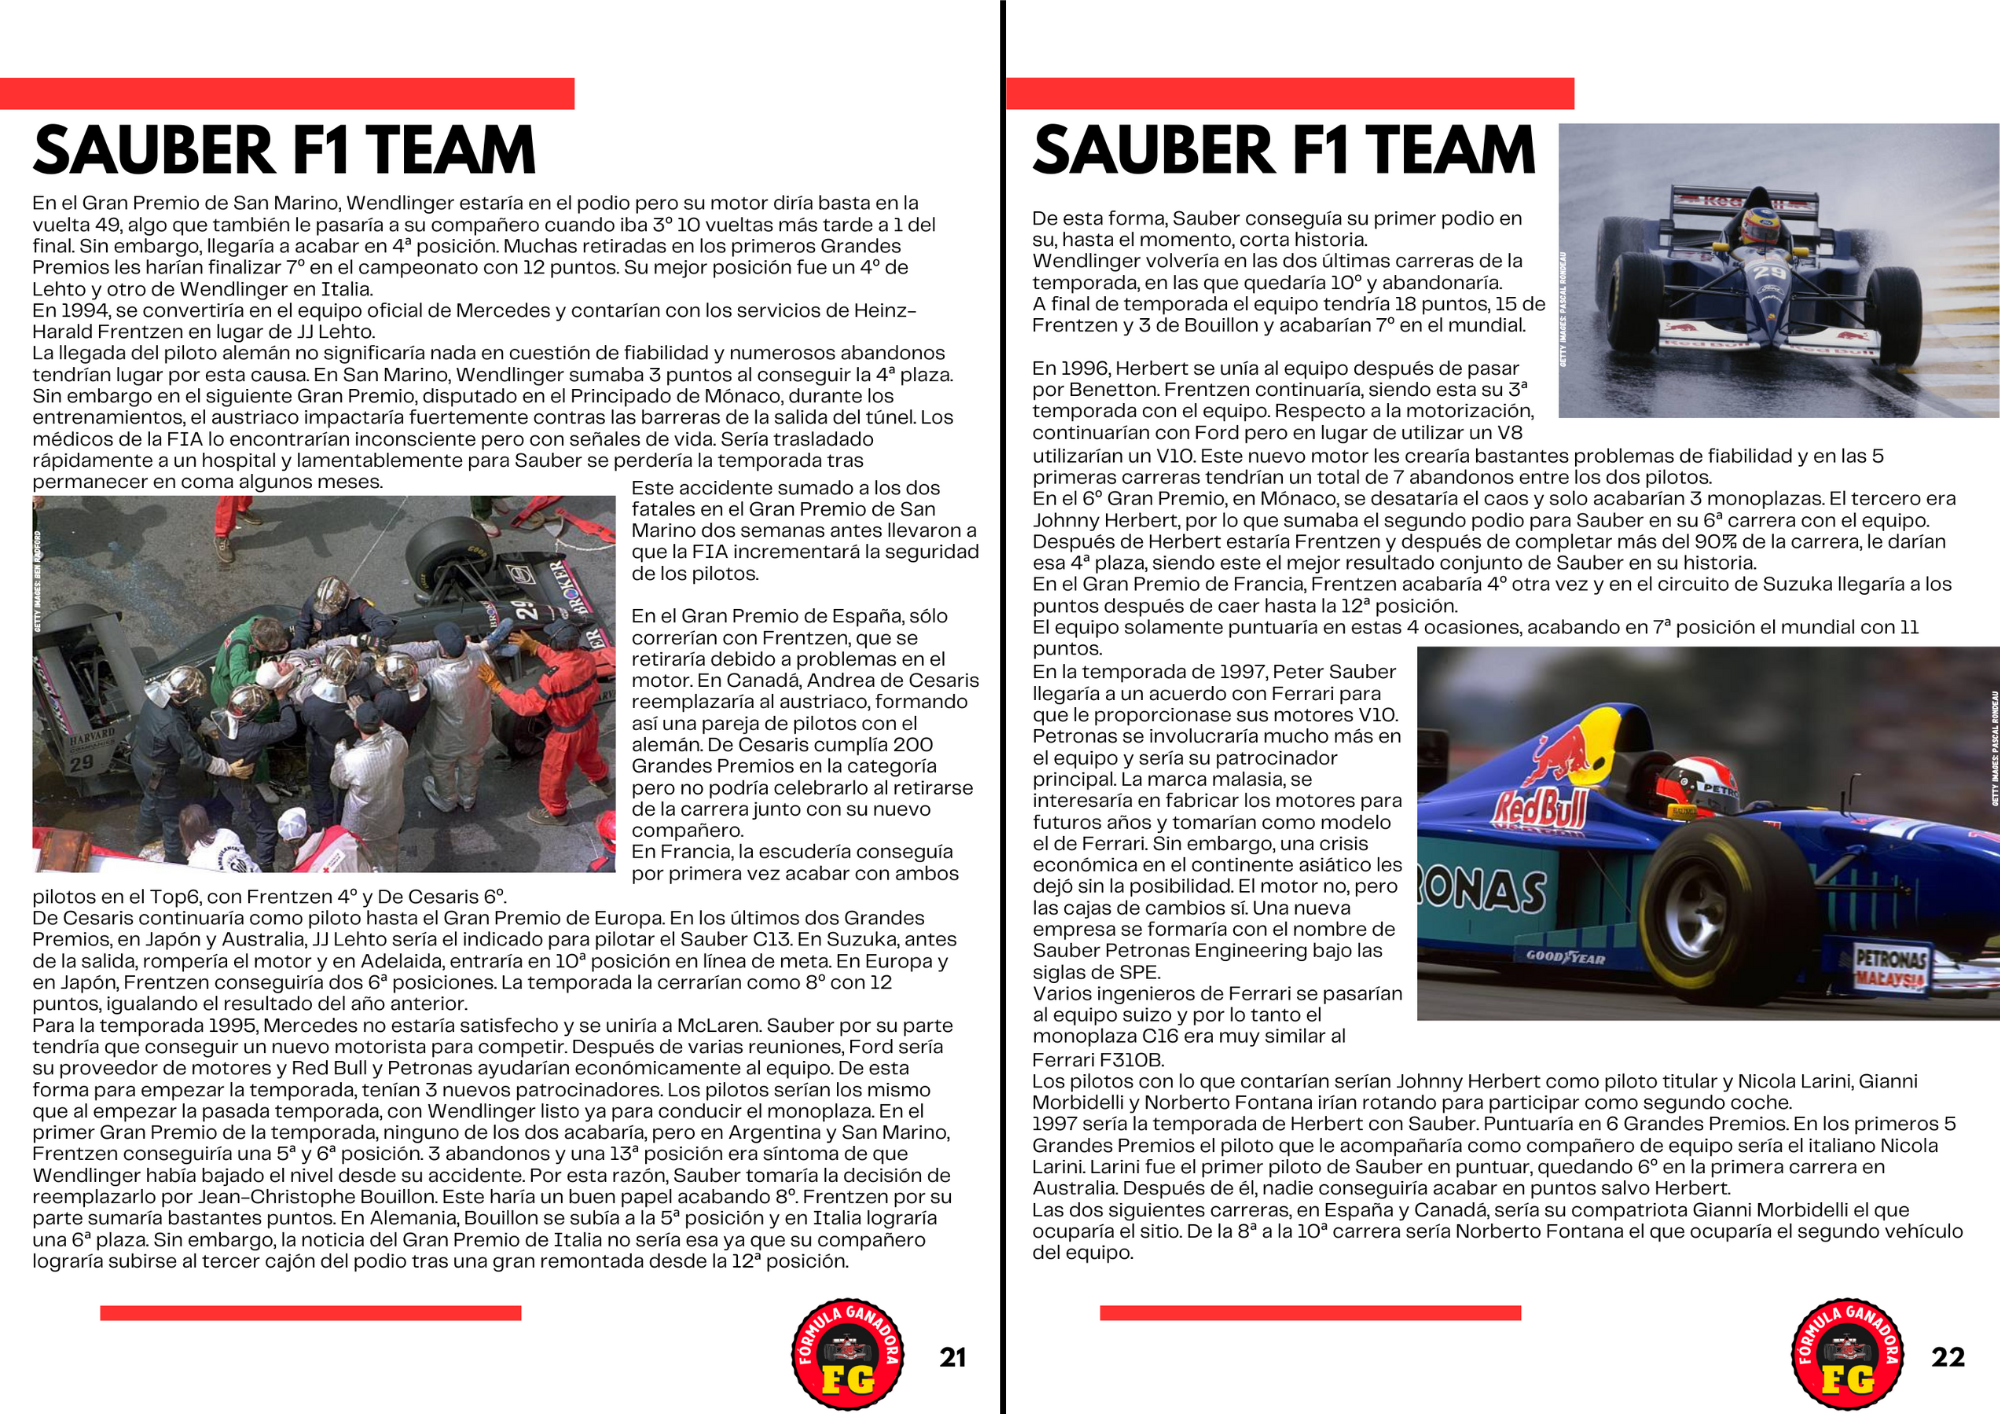 SAUBER F1 TEAM
En el Gran Premio de San Marino, Wendlinger estaría en el podio pero su motor diría basta en la
vuelta 49, algo que también le pasaría a su compañero cuando iba 3º 10 vueltas más tarde a 1 del
final. Sin embargo, llegaría a acabar en 4ª posición. Muchas retiradas en los primeros Grandes
Premios les harían finalizar 7º en el campeonato con 12 puntos. Su mejor posición fue un 4º de
Lehto y otro de Wendlinger en Italia.
En 1994, se convertiría en el equipo oficial de Mercedes y contarían con los servicios de Heinz-
Harald Frentzen en lugar de JJ Lehto.
La llegada del piloto alemán no significaría nada en cuestión de fiabilidad y numerosos abandonos
tendrían lugar por esta causa. En San Marino, Wendlinger sumaba 3 puntos al conseguir la 4ª plaza.
Sin embargo en el siguiente Gran Premio, disputado en el Principado de Mónaco, durante los
entrenamientos, el austriaco impactaría fuertemente contras las barreras de la salida del túnel. Los
médicos de la FIA lo encontrarían inconsciente pero con señales de vida. Sería trasladado
rápidamente a un hospital y lamentablemente para Sauber se perdería la temporada tras
permanecer en coma algunos meses.
GETTY IMAGES: BEN RADFORD
HARVARD
29
29
BROKER
Este accidente sumado a los dos
fatales en el Gran Premio de San
Marino dos semanas antes llevaron a
que la FIA incrementará la seguridad
de los pilotos.
En el Gran Premio de España, sólo
correrían con Frentzen, que se
retiraría debido a problemas en el
motor. En Canadá, Andrea de Cesaris
reemplazaría al austriaco, formando
así una pareja de pilotos con el
alemán. De Cesaris cumplía 200
Grandes Premios en la categoría
pero no podría celebrarlo al retirarse
de la carrera junto con su nuevo
compañero.
En Francia, la escudería conseguía
por primera vez acabar con ambos
pilotos en el Top6, con Frentzen 4º y De Cesaris 6º.
De Cesaris continuaría como piloto hasta el Gran Premio de Europa. En los últimos dos Grandes
Premios, en Japón y Australia, JJ Lehto sería el indicado para pilotar el Sauber C13. En Suzuka, antes
de la salida, rompería el motor y en Adelaida, entraría en 10ª posición en línea de meta. En Europa y
en Japón, Frentzen conseguiría dos 6ª posiciones. La temporada la cerrarían como 8º con 12
puntos, igualando el resultado del año anterior.
Para la temporada 1995, Mercedes no estaría satisfecho y se uniría a McLaren. Sauber por su parte
tendría que conseguir un nuevo motorista para competir. Después de varias reuniones, Ford sería
su proveedor de motores y Red Bull y Petronas ayudarían económicamente al equipo. De esta
forma para empezar la temporada, tenían 3 nuevos patrocinadores. Los pilotos serían los mismo
que al empezar la pasada temporada, con Wendlinger listo ya para conducir el monoplaza. En el
primer Gran Premio de la temporada, ninguno de los dos acabaría, pero en Argentina y San Marino,
Frentzen conseguiría una 5ª y 6ª posición. 3 abandonos y una 13ª posición era síntoma de que
Wendlinger había bajado el nivel desde su accidente. Por esta razón, Sauber tomaría la decisión de
reemplazarlo por Jean-Christophe Bouillon. Este haría un buen papel acabando 8º. Frentzen por su
parte sumaría bastantes puntos. En Alemania, Bouillon se subía a la 5ª posición y en Italia lograría
una 6ª plaza. Sin embargo, la noticia del Gran Premio de Italia no sería esa ya que su compañero
lograría subirse al tercer cajón del podio tras una gran remontada desde la 12ª posición.
FÓRMULA GANADORA
FG
21
SAUBER F1 TEAM
De esta forma, Sauber conseguía su primer podio en
su, hasta el momento, corta historia.
Wendlinger volvería en las dos últimas carreras de la
temporada, en las que quedaría 10º y abandonaría.
A final de temporada el equipo tendría 18 puntos, 15 de
Frentzen y 3 de Bouillon y acabarían 7º en el mundial.
GETTY IMAGES: PASCAL RONDEAU
Red Bull
29
Red Bull
Red Bull
En 1996, Herbert se unía al equipo después de pasar
por Benetton. Frentzen continuaría, siendo esta su 3ª
temporada con el equipo. Respecto a la motorización,
continuarían con Ford pero en lugar de utilizar un V8
utilizarían un V10. Este nuevo motor les crearía bastantes problemas de fiabilidad y en las 5
primeras carreras tendrían un total de 7 abandonos entre los dos pilotos.
En el 6º Gran Premio, en Mónaco, se desataría el caos y solo acabarían 3 monoplazas. El tercero era
Johnny Herbert, por lo que sumaba el segundo podio para Sauber en su 6ª carrera con el equipo.
Después de Herbert estaría Frentzen y después de completar más del 90% de la carrera, le darían
esa 4ª plaza, siendo este el mejor resultado conjunto de Sauber en su historia.
En el Gran Premio de Francia, Frentzen acabaría 4º otra vez y en el circuito de Suzuka llegaría a los
puntos después de caer hasta la 12ª posición.
El equipo solamente puntuaría en estas 4 ocasiones, acabando en 7ª posición el mundial con 11
puntos.
En la temporada de 1997, Peter Sauber
llegaría a un acuerdo con Ferrari para
que le proporcionase sus motores V10.
Petronas se involucraría mucho más en
el equipo y sería su patrocinador
principal. La marca malasia, se
interesaría en fabricar los motores para
futuros años y tomarían como modelo
el de Ferrari. Sin embargo, una crisis
económica en el continente asiático les
dejó sin la posibilidad. El motor no, pero
las cajas de cambios sí. Una nueva
empresa se formaría con el nombre de
Sauber Petronas Engineering bajo las
siglas de SPE.
Varios ingenieros de Ferrari se pasarían
al equipo suizo y por lo tanto el
monoplaza C16 era muy similar al
Ferrari F310B.
GETTY IMAGES: PASCAL RONDEAU
Red Bull
PETR
RONAS
GOODYEAR
PETRONAS
MALAYSIA
Los pilotos con lo que contarían serían Johnny Herbert como piloto titular y Nicola Larini, Gianni
Morbidelli y Norberto Fontana irían rotando para participar como segundo coche.
1997 sería la temporada de Herbert con Sauber. Puntuaría en 6 Grandes Premios. En los primeros 5
Grandes Premios el piloto que le acompañaría como compañero de equipo sería el italiano Nicola
Larini. Larini fue el primer piloto de Sauber en puntuar, quedando 6º en la primera carrera en
Australia. Después de él, nadie conseguiría acabar en puntos salvo Herbert.
Las dos siguientes carreras, en España y Canadá, sería su compatriota Gianni Morbidelli el que
ocuparía el sitio. De la 8ª a la 10ª carrera sería Norberto Fontana el que ocuparía el segundo vehículo
del equipo.
FÓRMULA GANADORA
FG
22